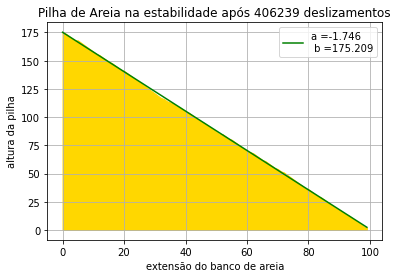 Pilha de Areia na estabilidade após 406239 deslizamentos
a =-1.746
b =175.209
altura da pilha
175
150
125
100
75
50
25
0
0 20 40 60 80 100
extensão do banco de areia